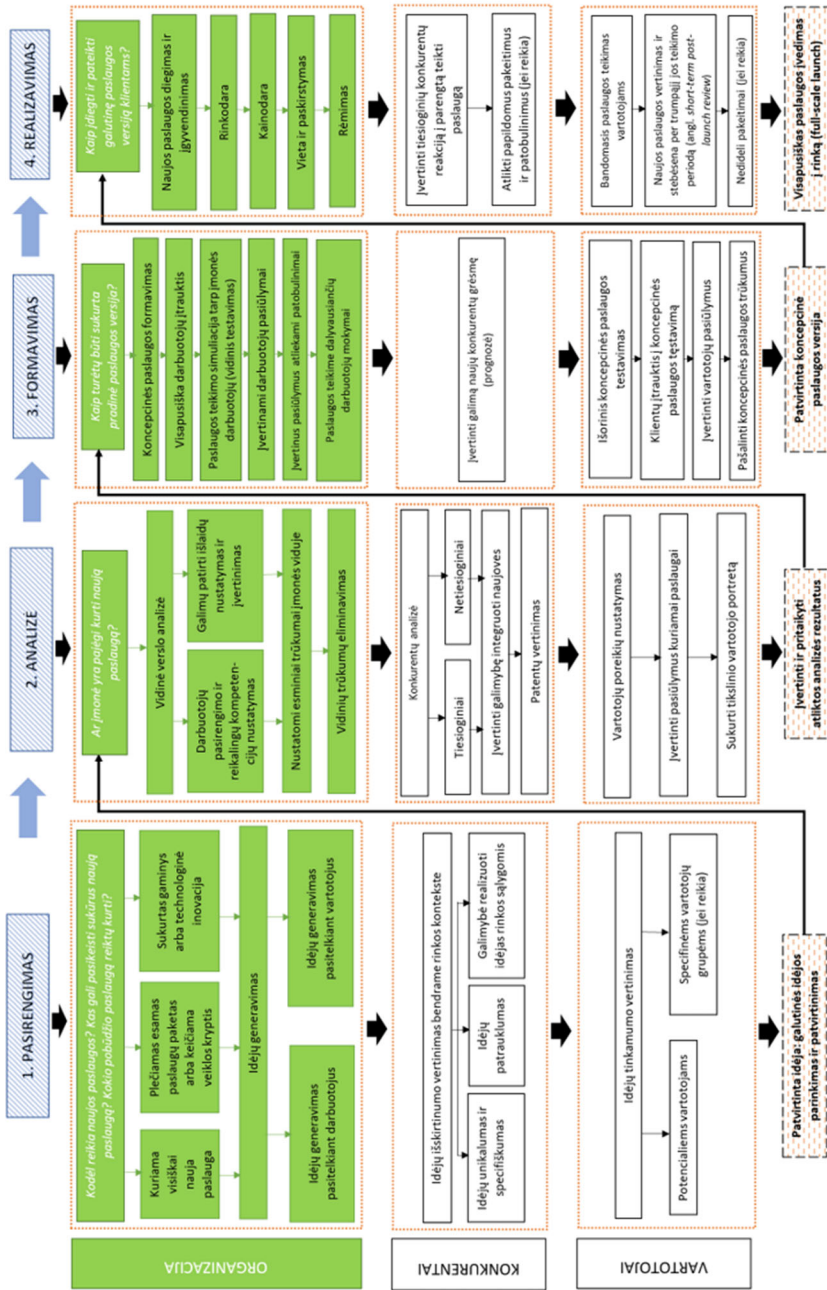 1. PASIRENGIMAS
2. ANALIZĖ
3. FORMAVIMAS
4. REALIZAVIMAS
ORGANIZACIJA
Kodėl reikia naujos paslaugos? Kas gali pasikeisti sukūrus naują
paslaugą? Kokio pobūdžio paslaugą reiktų kurti?
Kuriama
visiškai
nauja
paslauga
Plečiamas esamas
paslaugų paketas
arba keičiama
veiklos kryptis
Sukurtas gaminys
arba technologinė
inovacija
Idėjų generavimas
Idėjų generavimas
pasitelkiant darbuotojus
Idėjų generavimas
pasitelkiant vartotojus
Ar įmonė yra pajėgi kurti naują
paslaugą?
Vidinė verslo analizė
Darbuotojų
pasirengimo ir
reikalingų kompeten-
cijų nustatymas
Galimų patirti išlaidų
nustatymas ir
įvertinimas
Nustatomi esminiai trūkumai įmonės viduje
Vidinių trūkumų eliminavimas
Kaip turėtų būti sukurta
pradinė paslaugos versija?
Koncepcinės paslaugos formavimas
Visapusiška darbuotojų įtrauktis
Paslaugos teikimo simuliacija tarp įmonės
darbuotojų (vidinis testavimas)
Įvertinami darbuotojų pasiūlymai
Įvertinus pasiūlymus atliekami patobulinimai
Paslaugos teikime dalyvausiančių
darbuotojų mokymai
Kaip įdiegti ir pateikti
galutinę paslaugos
versiją klientams?
Naujos paslaugos diegimas ir
įgyvendinimas
Rinkodara
Kainodara
Vieta ir paskirstymas
Rėmimas
KONKURENTAI
Idėjų išskirtinumo vertinimas bendrame rinkos kontekste
Idėjų unikalumas ir
specifiškumas
Idėjų
patrauklumas
Galimybė realizuoti
idėjas rinkos sąlygomis
Konkurentų analizė
Tiesioginiai
Netiesioginiai
Įvertinti galimybę integruoti naujoves
Patentų vertinimas
Įvertinti galimą naujų konkurentų grėsmę
(prognozė)
Įvertinti tiesioginių konkurentų
reakciją į parengtą teikti
paslaugą
Atlikti papildomus pakeitimus
ir patobulinimus (jei reikia)
VARTOTOJAI
Idėjų tinkamumo vertinimas
Potencialiems vartotojams
Specifinėms vartotojų
grupėms (jei reikia)
Vartotojų poreikių nustatymas
Įvertinti pasiūlymus kuriamai paslaugai
Sukurti tikslinio vartotojo portretą
Išorinis koncepcinės paslaugos
testavimas
Klientų įtrauktis į koncepcinės
paslaugos tęstavimą
Įvertinti vartotojų pasiūlymus
Pašalinti koncepcinės paslaugos trūkumus
Bandomasis paslaugos teikimas
vartotojams
Naujos paslaugos vertinimas ir
stebėsena per trumpąjį jos teikimo
periodą (angl. short-term post-
launch review)
Nedideli pakeitimai (jei reikia)
Patvirtinta idėja: galutinės idėjos
parinkimas ir patvirtinimas
Įvertinti ir pritaikyti
atliktos analizės rezultatus
Patvirtinta koncepcinė
paslaugos versija
Visapusiškas paslaugos įvedimas
į rinką (full-scale launch)